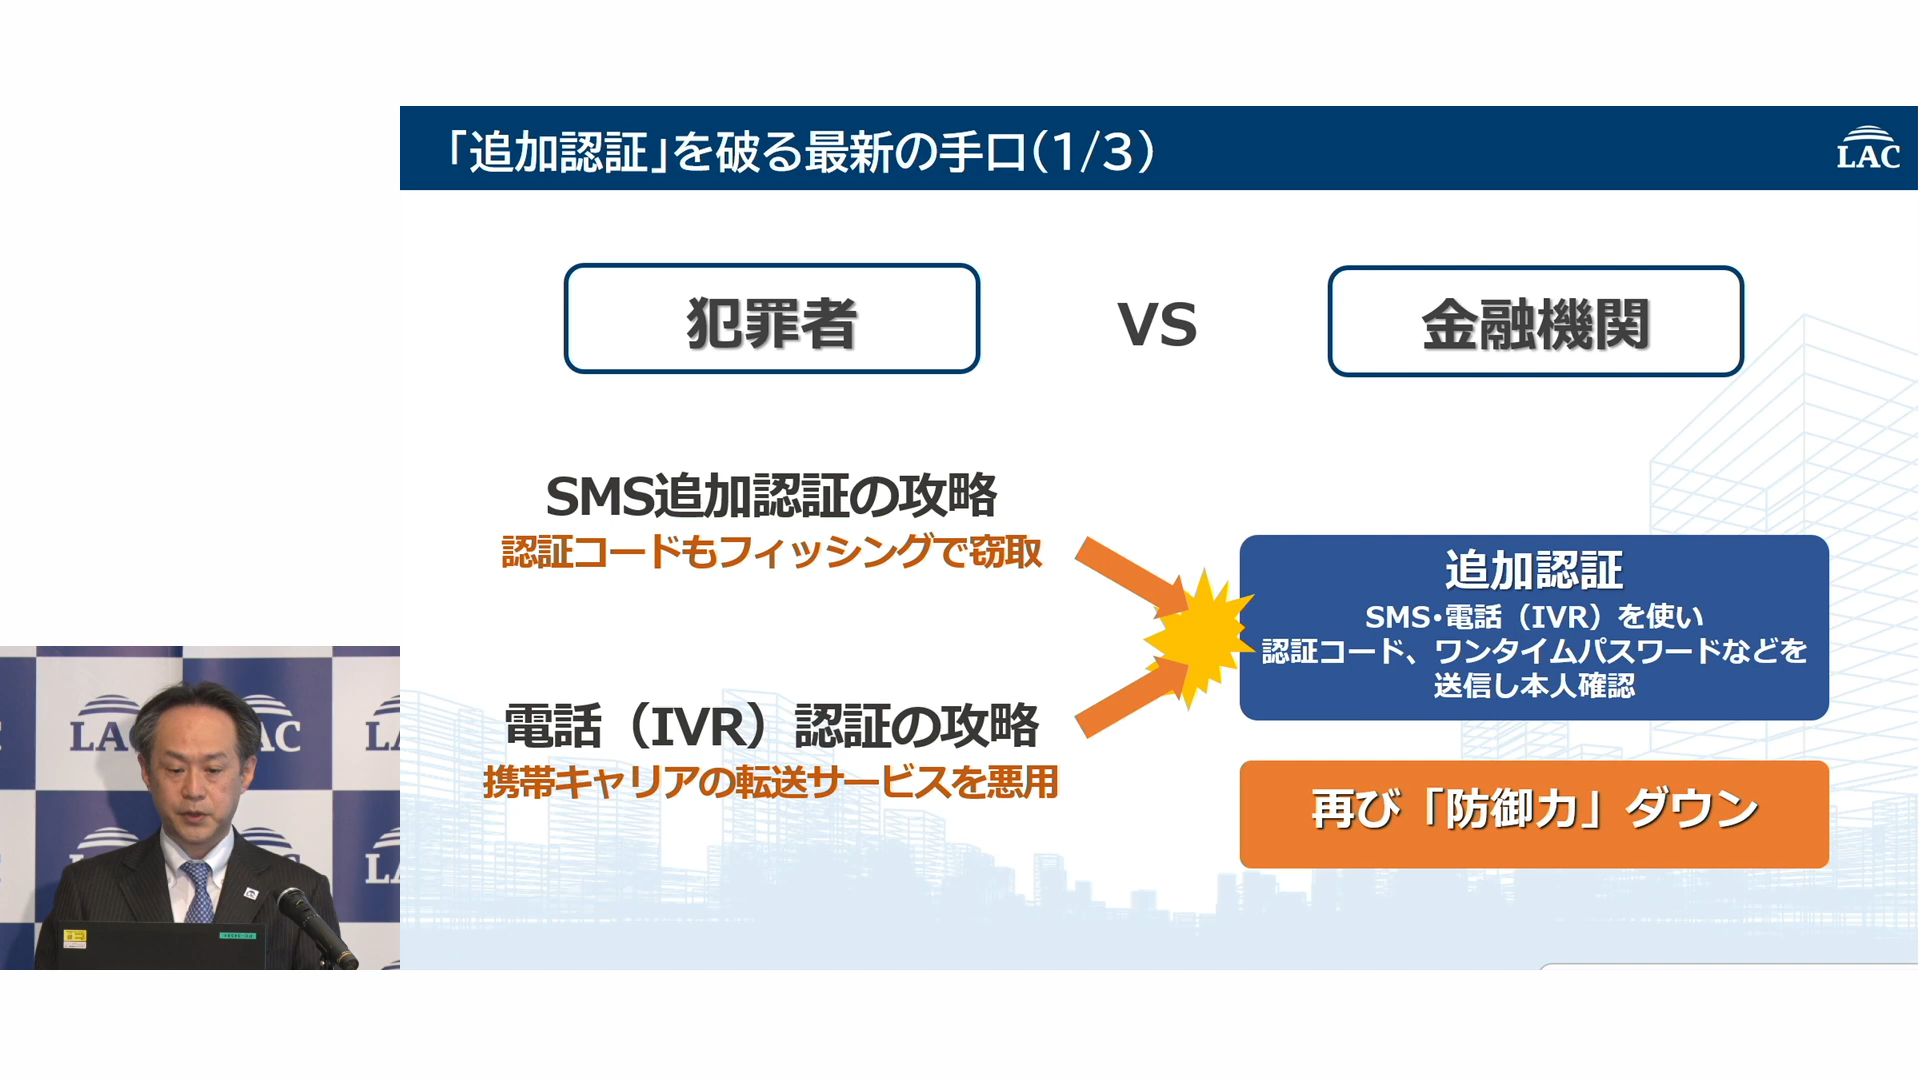 「追加認証」を破る最新の手口(1/3)
LAC
犯罪者
VS
金融機関
SMS追加認証の攻略
認証コードもフィッシングで窃取
電話（IVR）認証の攻略
携帯キャリアの転送サービスを悪用
追加認証
SMS・電話（IVR）を使い
認証コード、ワンタイムパスワードなどを
送信し本人確認
再び「防御力」ダウン
LAC